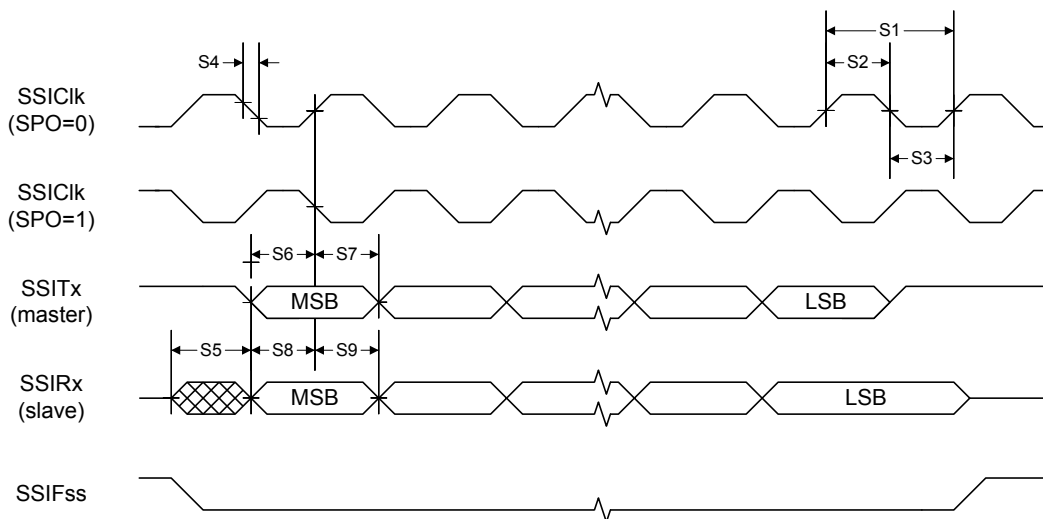 S1
S4
S2
SSIClk
(SPO=0)
S3
SSIClk
(SPO=1)
S6
S7
SSITx
(master)
MSB
LSB
S5
S8
S9
SSIRx
(slave)
MSB
LSB
SSIFss